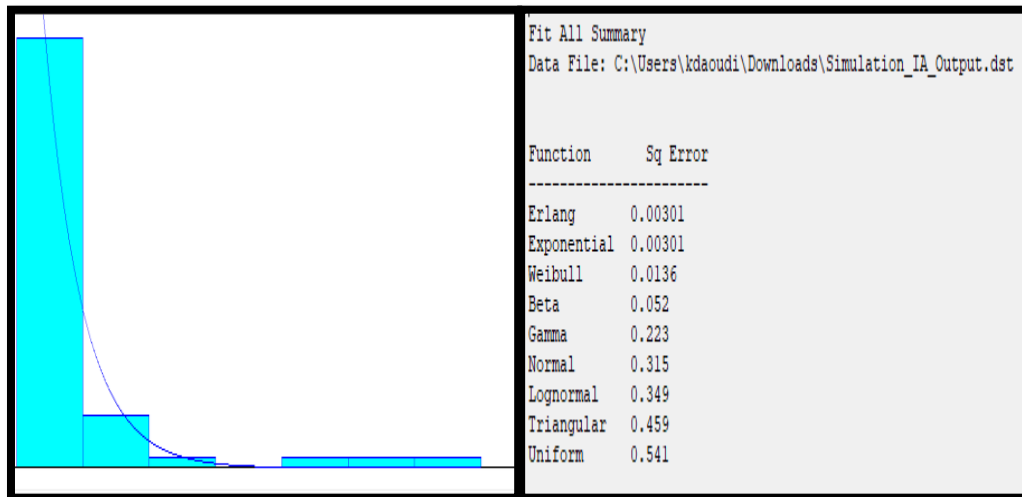 Fit All Summary
Data File: C:\Users\kdaoudi\Downloads\Simulation_IA_Output.dst
Function Sq Error
-----------------------
Erlang 0.00301
Exponential 0.00301
Weibull 0.0136
Beta 0.052
Gamma 0.223
Normal 0.315
Lognormal 0.349
Triangular 0.459
Uniform 0.541